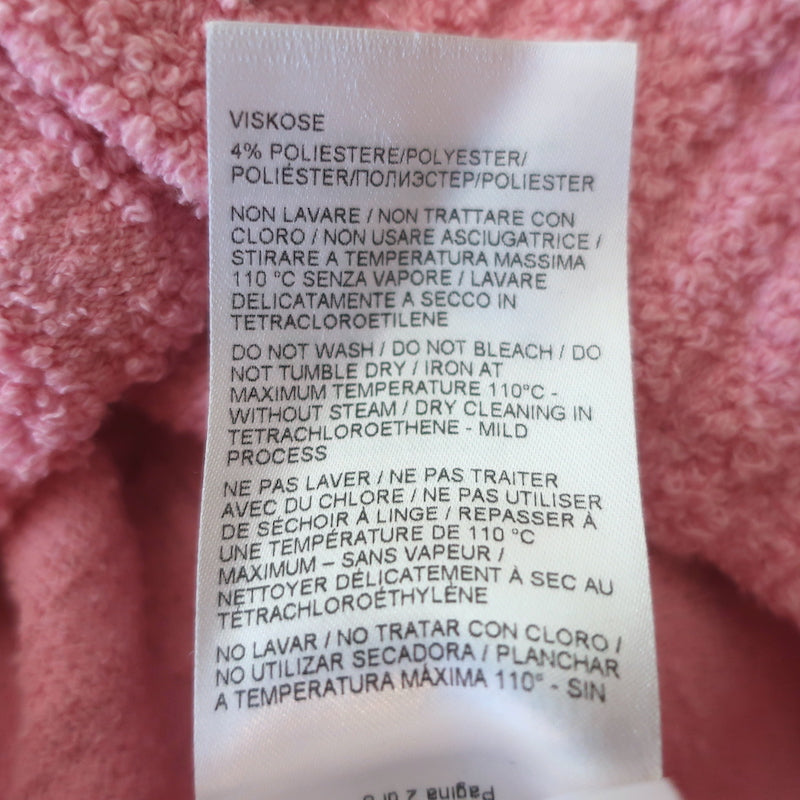 VISKOSE
4% POLIESTERE/POLYESTER/
POLIÉSTER/ПОЛИЭСТЕР/POLIESTER
NON LAVARE / NON TRATTARE CON
CLORO / NON USARE ASCIUGATRICE /
STIRARE A TEMPERATURA MASSIMA
110 °C SENZA VAPORE / LAVARE
DELICATAMENTE A SECCO IN
TETRACLOROETILENE
DO NOT WASH / DO NOT BLEACH / DO
NOT TUMBLE DRY / IRON AT
MAXIMUM TEMPERATURE 110°C -
WITHOUT STEAM / DRY CLEANING IN
TETRACHLOROETHENE - MILD
PROCESS
NE PAS LAVER / NE PAS TRAITER
AVEC DU CHLORE / NE PAS UTILISER
DE SÉCHOIR À LINGE / REPASSER À
UNE TEMPÉRATURE DE 110 °C
MAXIMUM – SANS VAPEUR /
NETTOYER DÉLICATEMENT À SEC AU
TÉTRACHLOROÉTHYLÈNE
NO LAVAR / NO TRATAR CON CLORO /
NO UTILIZAR SECADORA / PLANCHAR
A TEMPERATURA MÁXIMA 110° - SIN
Pagina 2 di